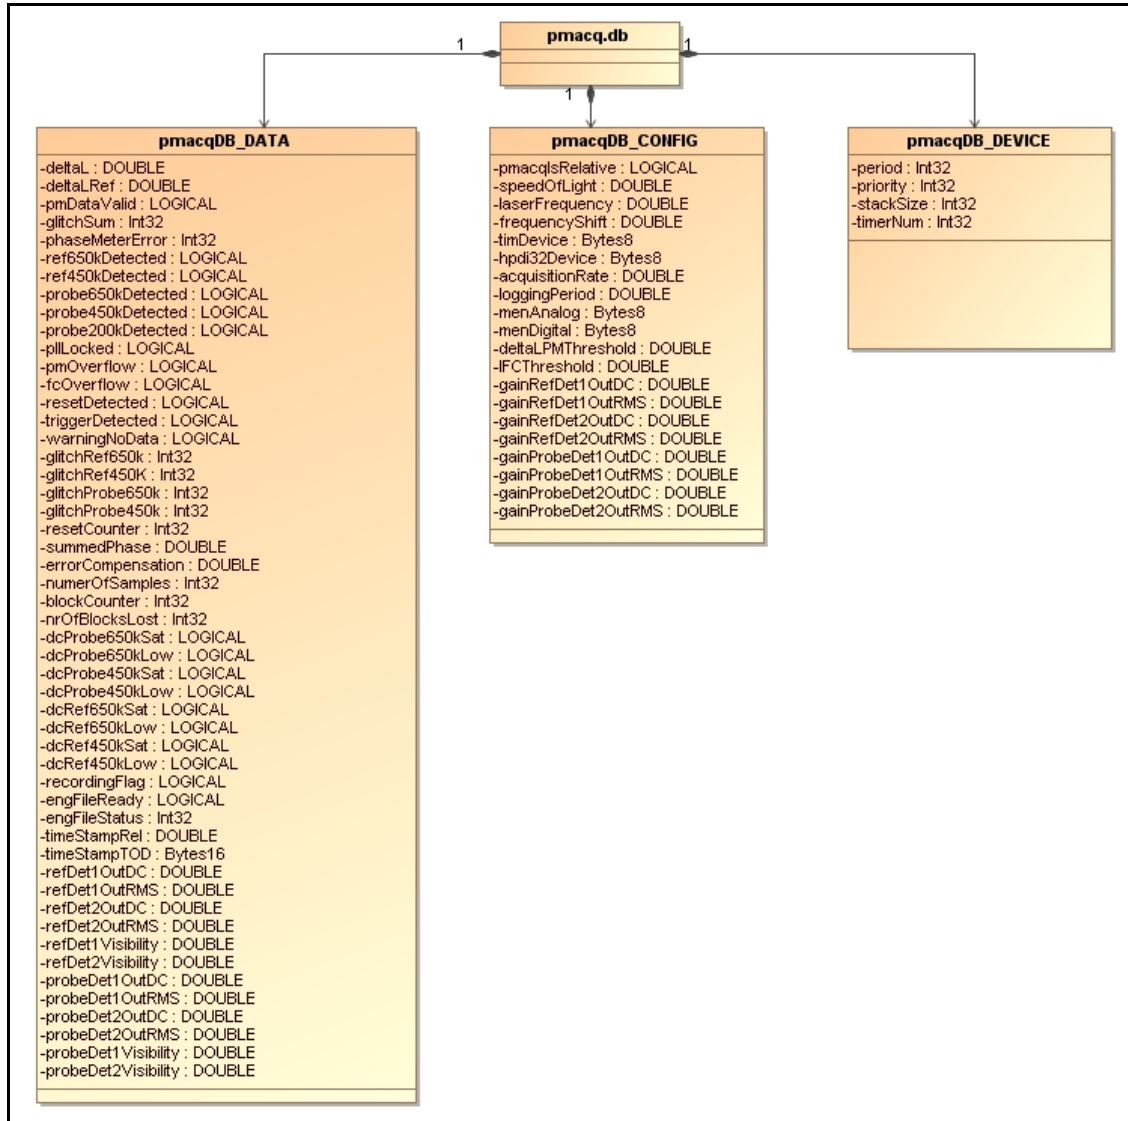 pmacq.db
1
1
1
pmacqDB_DATA
-deltaL : DOUBLE
-deltaLRef : DOUBLE
-pmDataValid : LOGICAL
-glitchSum : Int32
-phaseMeterError : Int32
-ref650kDetected : LOGICAL
-ref450kDetected : LOGICAL
-probe650kDetected : LOGICAL
-probe450kDetected : LOGICAL
-probe200kDetected : LOGICAL
-pllLocked : LOGICAL
-pmOverflow : LOGICAL
-fcOverflow : LOGICAL
-resetDetected : LOGICAL
-triggerDetected : LOGICAL
-warningNoData : LOGICAL
-glitchRef650k : Int32
-glitchRef450K : Int32
-glitchProbe650k : Int32
-glitchProbe450k : Int32
-resetCounter : Int32
-summedPhase : DOUBLE
-errorCompensation : DOUBLE
-numerOfSamples : Int32
-blockCounter : Int32
-nrOfBlocksLost : Int32
-dcProbe650kSat : LOGICAL
-dcProbe650kLow : LOGICAL
-dcProbe450kSat : LOGICAL
-dcProbe450kLow : LOGICAL
-dcRef650kSat : LOGICAL
-dcRef650kLow : LOGICAL
-dcRef450kSat : LOGICAL
-dcRef450kLow : LOGICAL
-recordingFlag : LOGICAL
-engFileReady : LOGICAL
-engFileStatus : Int32
-timeStampRel : DOUBLE
-timeStampTOD : Bytes16
-refDet1OutDC : DOUBLE
-refDet1OutRMS : DOUBLE
-refDet2OutDC : DOUBLE
-refDet2OutRMS : DOUBLE
-refDet1Visibility : DOUBLE
-refDet2Visibility : DOUBLE
-probeDet1OutDC : DOUBLE
-probeDet1OutRMS : DOUBLE
-probeDet2OutDC : DOUBLE
-probeDet2OutRMS : DOUBLE
-probeDet1Visibility : DOUBLE
-probeDet2Visibility : DOUBLE
pmacqDB_CONFIG
-pmacqIsRelative : LOGICAL
-speedOfLight : DOUBLE
-laserFrequency : DOUBLE
-frequencyShift : DOUBLE
-timDevice : Bytes8
-hpdi32Device : Bytes8
-acquisitionRate : DOUBLE
-loggingPeriod : DOUBLE
-menAnalog : Bytes8
-menDigital : Bytes8
-deltaLPMThreshold : DOUBLE
-IFCThreshold : DOUBLE
-gainRefDet1OutDC : DOUBLE
-gainRefDet1OutRMS : DOUBLE
-gainRefDet2OutDC : DOUBLE
-gainRefDet2OutRMS : DOUBLE
-gainProbeDet1OutDC : DOUBLE
-gainProbeDet1OutRMS : DOUBLE
-gainProbeDet2OutDC : DOUBLE
-gainProbeDet2OutRMS : DOUBLE
pmacqDB_DEVICE
-period : Int32
-priority : Int32
-stackSize : Int32
-timerNum : Int32